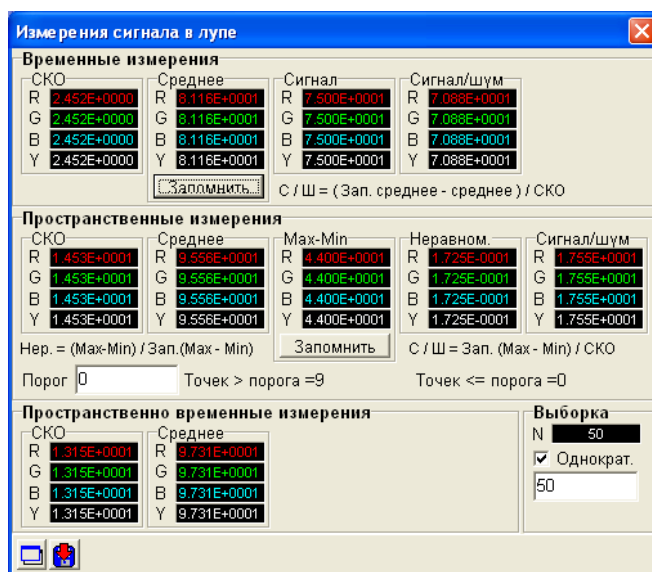 Измерения сигнала в лупе
Временные измерения
СКО Среднее Сигнал Сигнал/шум
R 2.452E+0000 R 8.116E+0001 R 7.500E+0001 R 7.088E+0001
G 2.452E+0000 G 8.116E+0001 G 7.500E+0001 G 7.088E+0001
B 2.452E+0000 B 8.116E+0001 B 7.500E+0001 B 7.088E+0001
Y 2.452E+0000 Y 8.116E+0001 Y 7.500E+0001 Y 7.088E+0001
Запомнить С / Ш = ( Зап. среднее - среднее ) / СКО
Пространственные измерения
СКО Среднее Max-Min Неравном. Сигнал/шум
R 1.453E+0001 R 9.556E+0001 R 4.400E+0001 R 1.725E-0001 R 1.755E+0001
G 1.453E+0001 G 9.556E+0001 G 4.400E+0001 G 1.725E-0001 G 1.755E+0001
B 1.453E+0001 B 9.556E+0001 B 4.400E+0001 B 1.725E-0001 B 1.755E+0001
Y 1.453E+0001 Y 9.556E+0001 Y 4.400E+0001 Y 1.725E-0001 Y 1.755E+0001
Нер. = (Max-Min) / Зап.(Max - Min) Запомнить С / Ш = Зап. (Max - Min) / СКО
Порог 0 Точек > порога =9 Точек <= порога =0
Пространственно временные измерения Выборка
СКО Среднее N 50
R 1.315E+0001 R 9.731E+0001 Однократ.
G 1.315E+0001 G 9.731E+0001 50
B 1.315E+0001 B 9.731E+0001
Y 1.315E+0001 Y 9.731E+0001